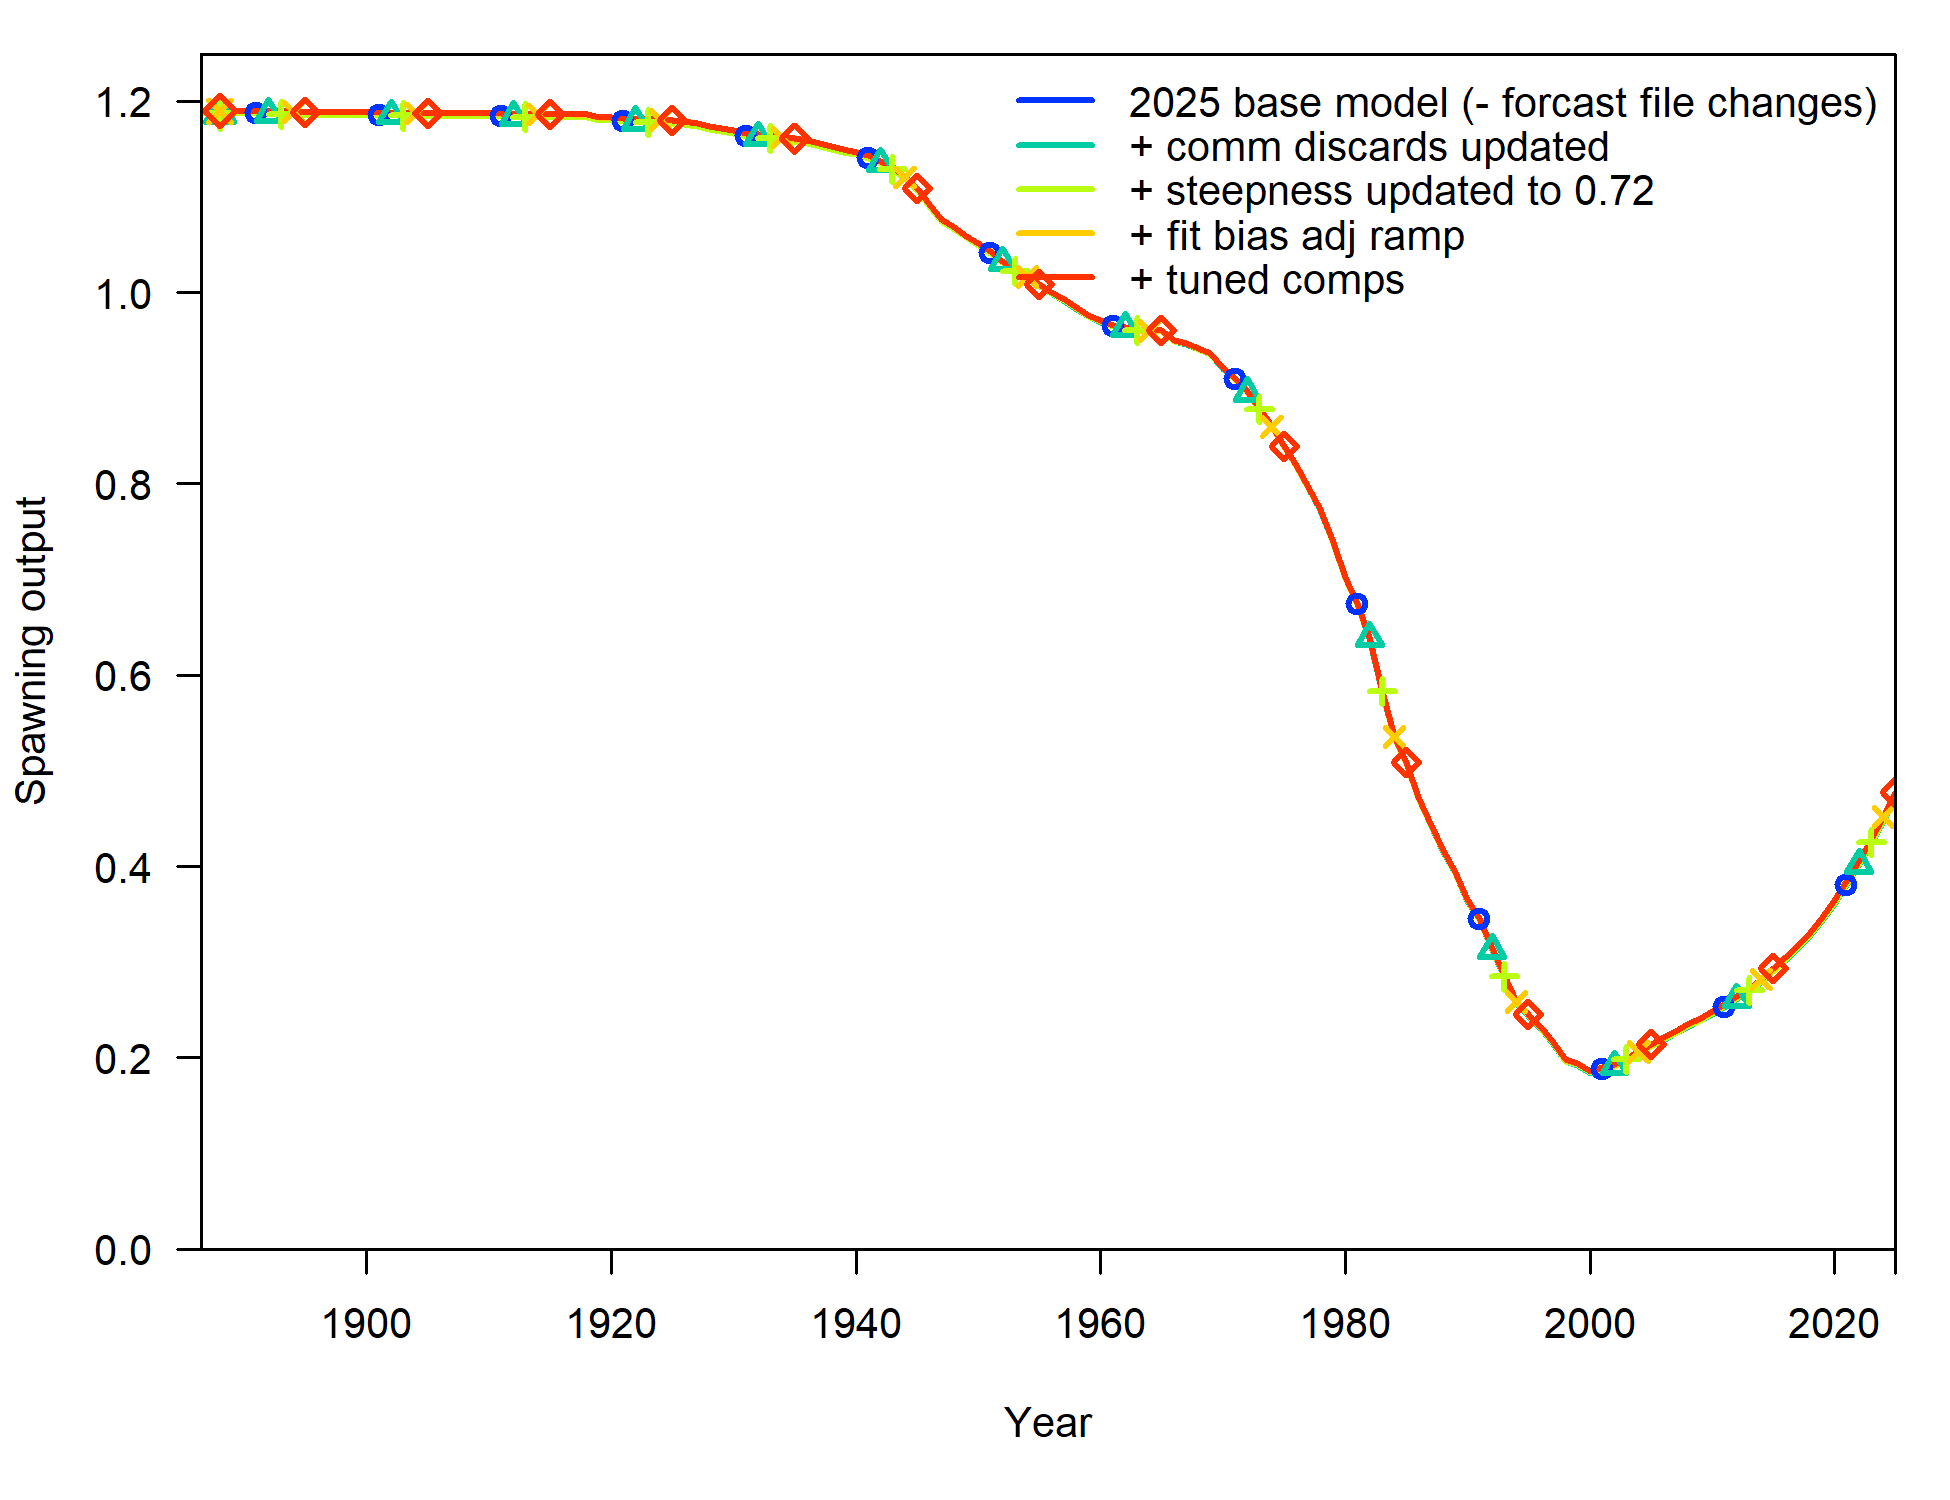 2025 base model (- forcast file changes)
+ comm discards updated
+ steepness updated to 0.72
+ fit bias adj ramp
+ tuned comps
1.2
1.0
0.8
0.6
0.4
0.2
0.0
Spawning output
1900 1920 1940 1960 1980 2000 2020
Year